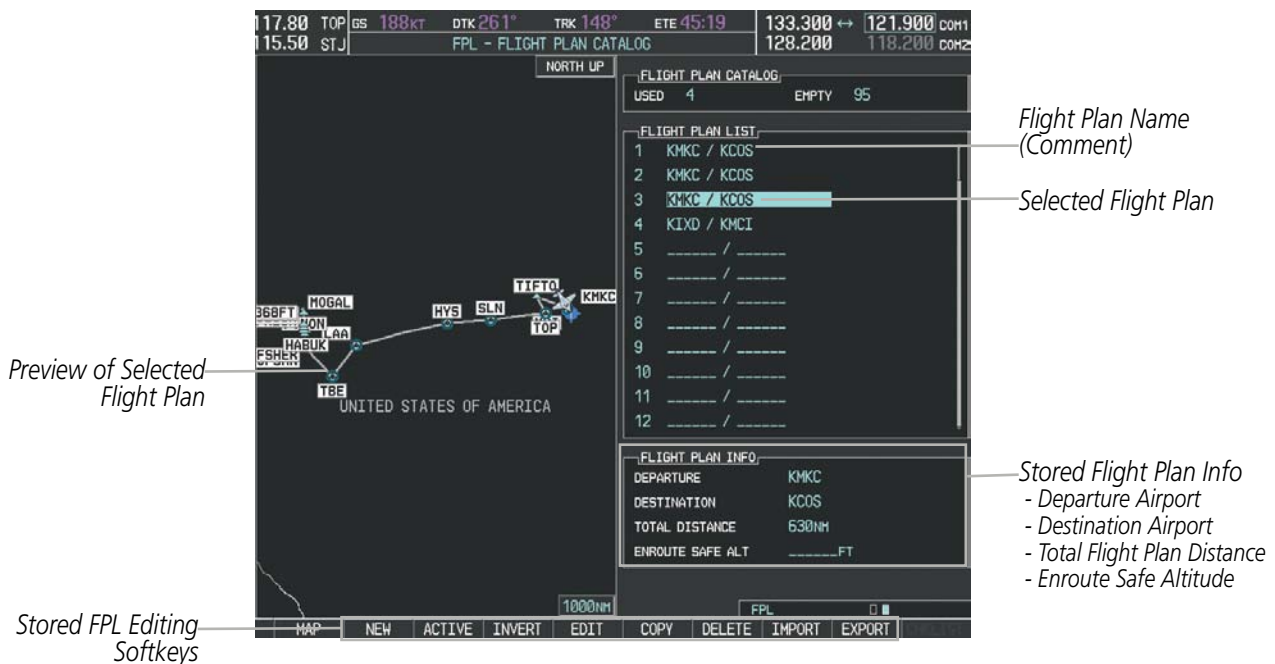 117.80 TOP GS 188KT DTK 261° TRK 148° ETE 45:19 133.300 ↔ 121.900 COM1
115.50 STJ FPL – FLIGHT PLAN CATALOG 128.200 118.200 COM2
NORTH UP
FLIGHT PLAN CATALOG
USED 4 EMPTY 95
FLIGHT PLAN LIST
1 KMKC / KCOS
2 KMKC / KCOS
3 KMKC / KCOS
4 KIXD / KMCI
5 ______ / ______
6 ______ / ______
7 ______ / ______
8 ______ / ______
9 ______ / ______
10 ______ / ______
11 ______ / ______
12 ______ / ______
Flight Plan Name
(Comment)
Selected Flight Plan
TIFTO
KMKC
MOGAL
368FT
HYS
SLN
TOP
LAA
HABUK
FSHER
TBE
UNITED STATES OF AMERICA
Preview of Selected
Flight Plan
FLIGHT PLAN INFO
DEPARTURE KMKC
DESTINATION KCOS
TOTAL DISTANCE 630NM
ENROUTE SAFE ALT ______FT
Stored Flight Plan Info
- Departure Airport
- Destination Airport
- Total Flight Plan Distance
- Enroute Safe Altitude
1000NM
FPL
MAP NEW ACTIVE INVERT EDIT COPY DELETE IMPORT EXPORT
Stored FPL Editing
Softkeys